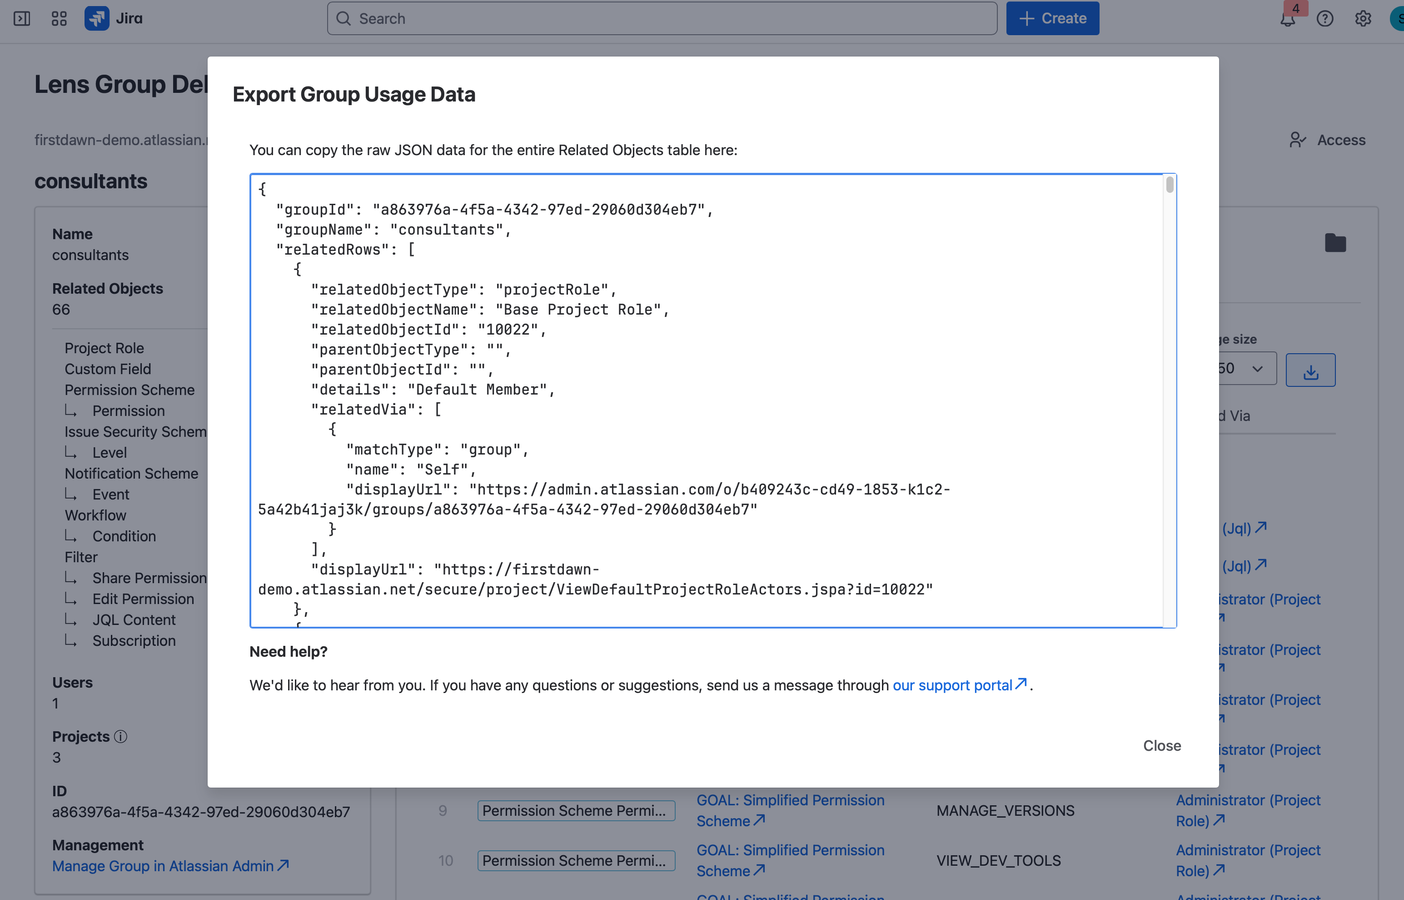 Jira
Search
Create
4
Lens Group
firstdawn-demo.atlassian.
Access
consultants
Name
consultants
Related Objects
66
Project Role
Custom Field
Permission Scheme
Permission
Issue Security Schem
Level
Notification Scheme
Event
Workflow
Condition
Filter
Share Permission
Edit Permission
JQL Content
Subscription
Users
1
Projects
3
ID
a863976a-4f5a-4342-97ed-29060d304eb7
Management
Manage Group in Atlassian Admin
Export Group Usage Data
You can copy the raw JSON data for the entire Related Objects table here:
{
"groupId": "a863976a-4f5a-4342-97ed-29060d304eb7",
"groupName": "consultants",
"relatedRows": [
{
"relatedObjectType": "projectRole",
"relatedObjectName": "Base Project Role",
"relatedObjectId": "10022",
"parentObjectType": "",
"parentObjectId": "",
"details": "Default Member",
"relatedVia": [
{
"matchType": "group",
"name": "Self",
"displayUrl": "https://admin.atlassian.com/o/b409243c-cd49-1853-k1c2-
5a42b41jaj3k/groups/a863976a-4f5a-4342-97ed-29060d304eb7"
}
],
"displayUrl": "https://firstdawn-
demo.atlassian.net/secure/project/ViewDefaultProjectRoleActors.jspa?id=10022"
},
{
Need help?
We'd like to hear from you. If you have any questions or suggestions, send us a message through our support portal.
Close
ge size
50
d Via
(Jql)
(Jql)
istrator (Project
istrator (Project
istrator (Project
istrator (Project
9 Permission Scheme Permi... GOAL: Simplified Permission Scheme MANAGE_VERSIONS Administrator (Project Role)
10 Permission Scheme Permi... GOAL: Simplified Permission Scheme VIEW_DEV_TOOLS Administrator (Project Role)
GOAL: Simplified Permission
Administrator (Project